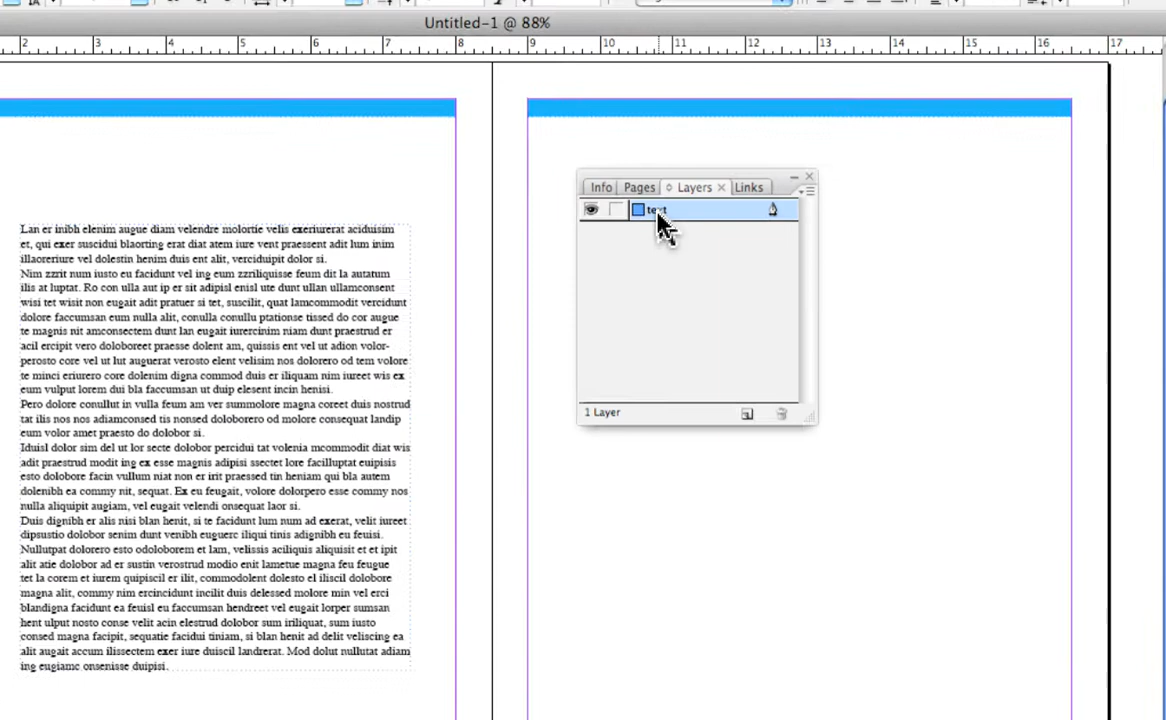 Untitled-1 @ 88%
2 3 4 5 6 7 8 9 10 11 12 13 14 15 16 17
Info Pages Layers Links
text
1 Layer
Lan er inibh elenim augue diam velendre molortie velis exeriurerat aciduisim
et, qui exer suscidui blaorting erat diat atem iure vent praessent adit lum inim
illaoreriure vel dolestin henim duis ent alit, verciduipit dolor si.
Nim zzrit num iusto eu facidunt vel ing eum zzriliquisse feum dit la autatum
ilis at luptat. Ro con ulla aut ip er sit adipisl enisl ute dunt ullan ullamconsent
wisi tet wisit non eugait adit pratuer si tet, suscilit, quat lamcommodit vercidunt
dolore faccumsan eum nulla alit, conulla conullu ptationse tissed do cor augue
te magnis nit amconsectem dunt lan eugait iurercinim niam dunt praestrud er
acil ercipit vero doloboreet praesse dolent am, quissis ent vel ut adion volor-
perosto core vel ut lut auguerat verosto elent velisim nos dolorero od tem volore
te minci eriurero core dolenim digna commod duis er iliquam nim iureet wis ex
eum vulput lorem dui bla faccumsan ut duip elesent incin henisi.
Pero dolore conullut in vulla feum am ver summolore magna coreet duis nostrud
tat ilis nos nos adiamconsed tis nonsed doloborero od molore consequat landip
eum volor amet praesto do dolobor si.
Iduisl dolor sim del ut lor secte dolobor percidui tat volenia mcommodit diat wis
adit praestrud modit ing ex esse magnis adipisi ssectet lore facilluptat euipisis
esto dolobore facin vullum niat non er irit praessed tin heniam qui bla autem
dolenibh ea commy nit, sequat. Ex eu feugait, volore dolorpero esse commy nos
nulla aliquipit augiam, vel eugait velendi onsequat laor si.
Duis dignibh er alis nisi blan henit, si te facidunt lum num ad exerat, velit iureet
dipsustio dolobor senim dunt venibh euguerc iliqui tinis adignibh eu feuisi.
Nullutpat dolorero esto odoloborem et lam, velissis aciliquis aliquisit et et ipit
alit atie dolobor ad er sustin verostrud modio enit lametue magna feu feugue
tet la corem et iurem quipiscil er ilit, commodolent dolesto el iliscil dolobore
magna alit, commy nim ercincidunt incilit duis delessed molore min vel erci
blandigna facidunt ea feuisl eu faccumsan hendreet vel eugait lorper sumsan
hent ulput nosto conse velit acin elestrud dolobor sum iriliquat, sum iusto
consed magna facipit, sequatie facidui tiniam, si blan henit ad delit veliscing ea
alit augait accum ilissectem exer iure duiscil landrerat. Mod dolut nullutat adiam
ing eugiamc onsenisse duipisi.